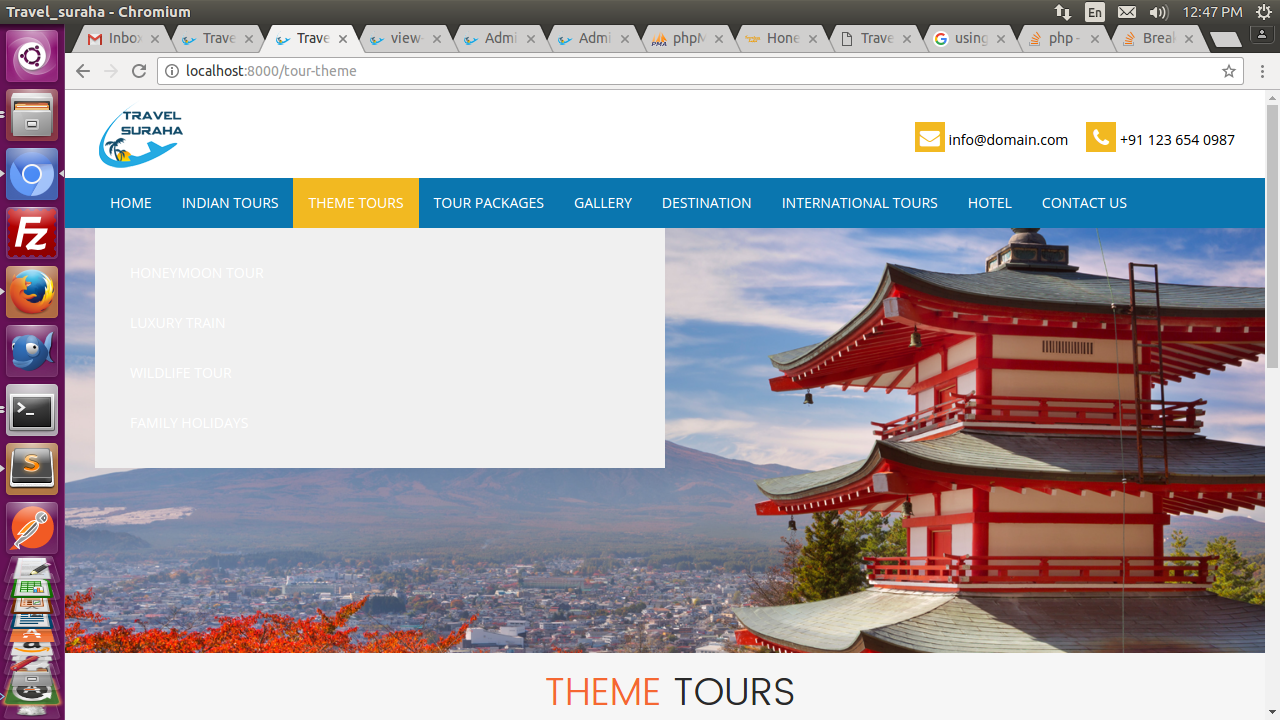 Travel_suraha - Chromium
En
12:47 PM
Inbo
Trave
Trave
view-
Admi
Admi
phpM
Hone
Trave
using
php -
Break
localhost:8000/tour-theme
TRAVEL
SURAHA
info@domain.com
+91 123 654 0987
HOME
INDIAN TOURS
THEME TOURS
TOUR PACKAGES
GALLERY
DESTINATION
INTERNATIONAL TOURS
HOTEL
CONTACT US
HONEYMOON TOUR
LUXURY TRAIN
WILDLIFE TOUR
FAMILY HOLIDAYS
THEME TOURS